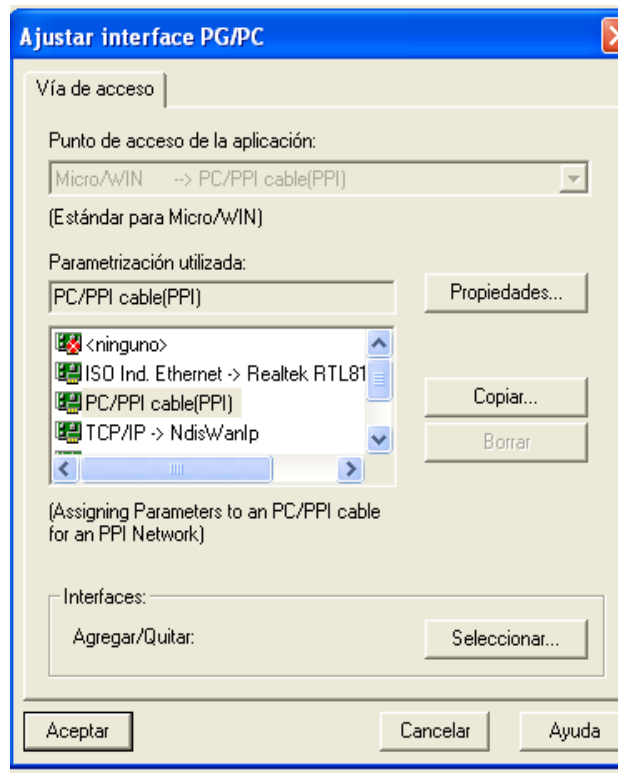 Ajustar interface PG/PC
Vía de acceso
Punto de acceso de la aplicación:
Micro/WIN --> PC/PPI cable(PPI)
(Estándar para Micro/WIN)
Parametrización utilizada:
PC/PPI cable(PPI)
Propiedades...
<ninguno>
ISO Ind. Ethernet -> Realtek RTL81
PC/PPI cable(PPI)
TCP/IP -> NdisWanIp
Copiar...
Borrar
(Assigning Parameters to an PC/PPI cable
for an PPI Network)
Interfaces:
Agregar/Quitar:
Seleccionar...
Aceptar
Cancelar
Ayuda